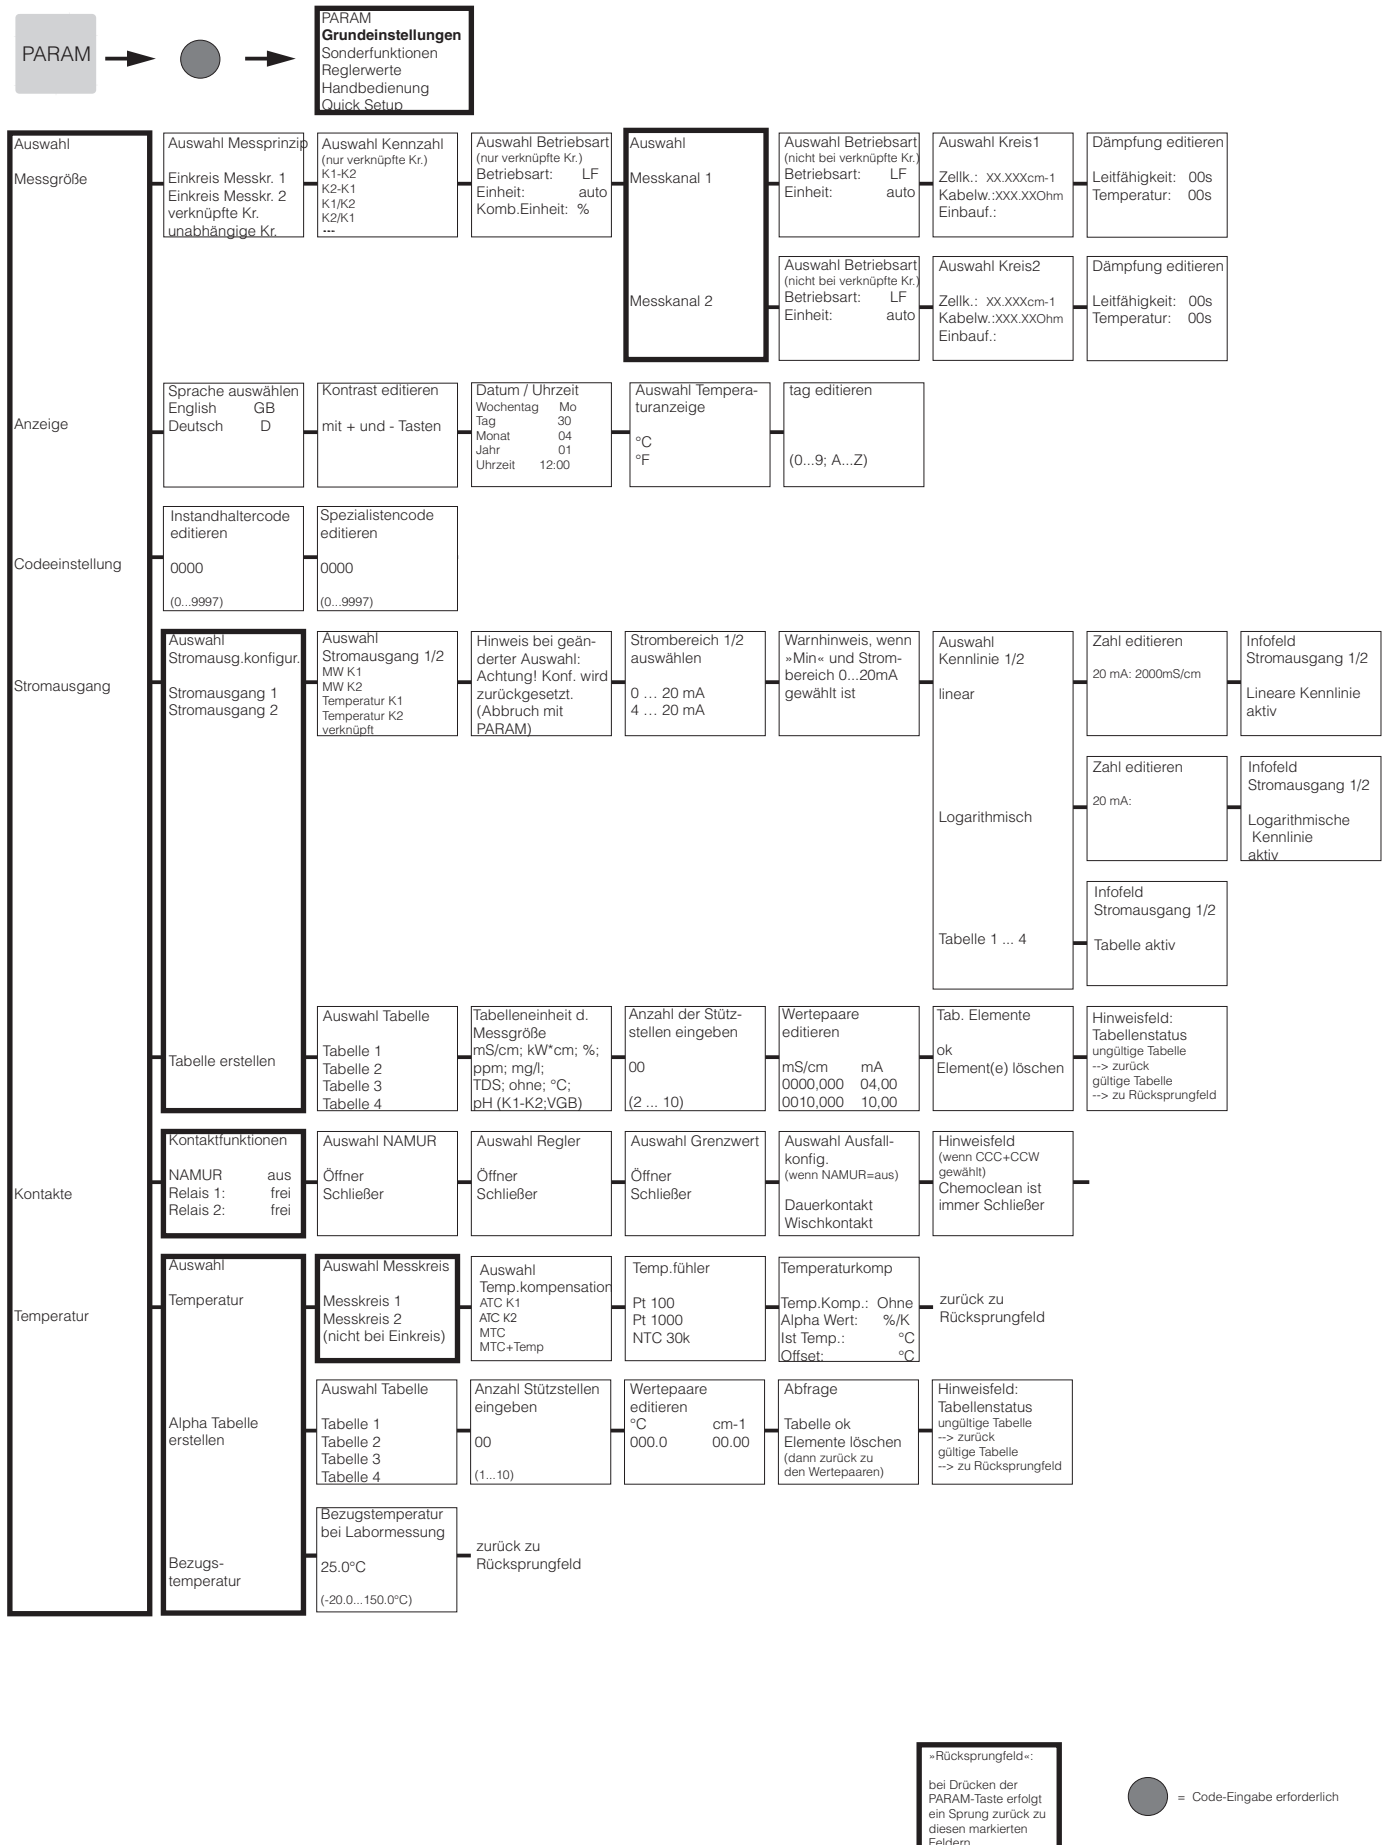 PARAM
PARAM
Grundeinstellungen
Sonderfunktionen
Reglerwerte
Handbedienung
Quick Setup
Auswahl
Messgröße
Auswahl Messprinzip
Einkreis Messkr. 1
Einkreis Messkr. 2
verknüpfte Kr.
unabhängige Kr.
Auswahl Kennzahl
(nur verknüpfte Kr.)
K1-K2
K2-K1
K1/K2
K2/K1
---
Auswahl Betriebsart
(nur verknüpfte Kr.)
Betriebsart: LF
Einheit: auto
Komb.Einheit: %
Auswahl
Messkanal 1
Auswahl Betriebsart
(nicht bei verknüpfte Kr.)
Betriebsart: LF
Einheit: auto
Auswahl Kreis1
Zellk.: XX.XXXcm-1
Kabelw.:XXX.XXOhm
Einbauf.:
Dämpfung editieren
Leitfähigkeit: 00s
Temperatur: 00s
Messkanal 2
Auswahl Betriebsart
(nicht bei verknüpfte Kr.)
Betriebsart: LF
Einheit: auto
Auswahl Kreis2
Zellk.: XX.XXXcm-1
Kabelw.:XXX.XXOhm
Einbauf.:
Dämpfung editieren
Leitfähigkeit: 00s
Temperatur: 00s
Anzeige
Sprache auswählen
English GB
Deutsch D
Kontrast editieren
mit + und - Tasten
Datum / Uhrzeit
Wochentag Mo
Tag 30
Monat 04
Jahr 01
Uhrzeit 12:00
Auswahl Tempera-
turanzeige
°C
°F
tag editieren
(0...9; A...Z)
Codeeinstellung
Instandhaltercode
editieren
0000
(0...9997)
Spezialistencode
editieren
0000
(0...9997)
Stromausgang
Auswahl
Stromausg.konfigur.
Stromausgang 1
Stromausgang 2
Auswahl
Stromausgang 1/2
MW K1
MW K2
Temperatur K1
Temperatur K2
verknüpft
Hinweis bei geän-
derter Auswahl:
Achtung! Konf. wird
zurückgesetzt.
(Abbruch mit
PARAM)
Strombereich 1/2
auswählen
0 ... 20 mA
4 ... 20 mA
Warnhinweis, wenn
»Min« und Strom-
bereich 0...20mA
gewählt ist
Auswahl
Kennlinie 1/2
linear
Zahl editieren
20 mA: 2000mS/cm
Infofeld
Stromausgang 1/2
Lineare Kennlinie
aktiv
Logarithmisch
Zahl editieren
20 mA:
Infofeld
Stromausgang 1/2
Logarithmische
Kennlinie
aktiv
Tabelle 1 ... 4
Infofeld
Stromausgang 1/2
Tabelle aktiv
Tabelle erstellen
Auswahl Tabelle
Tabelle 1
Tabelle 2
Tabelle 3
Tabelle 4
Tabelleneinheit d.
Messgröße
mS/cm; kW*cm; %;
ppm; mg/l;
TDS; ohne; °C;
pH (K1-K2;VGB)
Anzahl der Stütz-
stellen eingeben
00
(2 ... 10)
Wertepaare
editieren
mS/cm mA
0000,000 04,00
0010,000 10,00
Tab. Elemente
ok
Element(e) löschen
Hinweisfeld:
Tabellenstatus
ungültige Tabelle
--> zurück
gültige Tabelle
--> zu Rücksprungfeld
Kontakte
Kontaktfunktionen
NAMUR aus
Relais 1: frei
Relais 2: frei
Auswahl NAMUR
Öffner
Schließer
Auswahl Regler
Öffner
Schließer
Auswahl Grenzwert
Öffner
Schließer
Auswahl Ausfall-
konfig.
(wenn NAMUR=aus)
Dauerkontakt
Wischkontakt
Hinweisfeld
(wenn CCC+CCW
gewählt)
Chemoclean ist
immer Schließer
Temperatur
Auswahl
Temperatur
Auswahl Messkreis
Messkreis 1
Messkreis 2
(nicht bei Einkreis)
Auswahl
Temp.kompensation
ATC K1
ATC K2
MTC
MTC+Temp
Temp.fühler
Pt 100
Pt 1000
NTC 30k
Temperaturkomp
Temp.Komp.: Ohne
Alpha Wert: %/K
Ist Temp.: °C
Offset: °C
zurück zu
Rücksprungfeld
Alpha Tabelle
erstellen
Auswahl Tabelle
Tabelle 1
Tabelle 2
Tabelle 3
Tabelle 4
Anzahl Stützstellen
eingeben
00
(1...10)
Wertepaare
editieren
°C cm-1
000.0 00.00
Abfrage
Tabelle ok
Elemente löschen
(dann zurück zu
den Wertepaaren)
Hinweisfeld:
Tabellenstatus
ungültige Tabelle
--> zurück
gültige Tabelle
--> zu Rücksprungfeld
Bezugs-
temperatur
Bezugstemperatur
bei Labormessung
25.0°C
(-20.0...150.0°C)
zurück zu
Rücksprungfeld
»Rücksprungfeld«:
bei Drücken der
PARAM-Taste erfolgt
ein Sprung zurück zu
diesen markierten
Feldern
= Code-Eingabe erforderlich